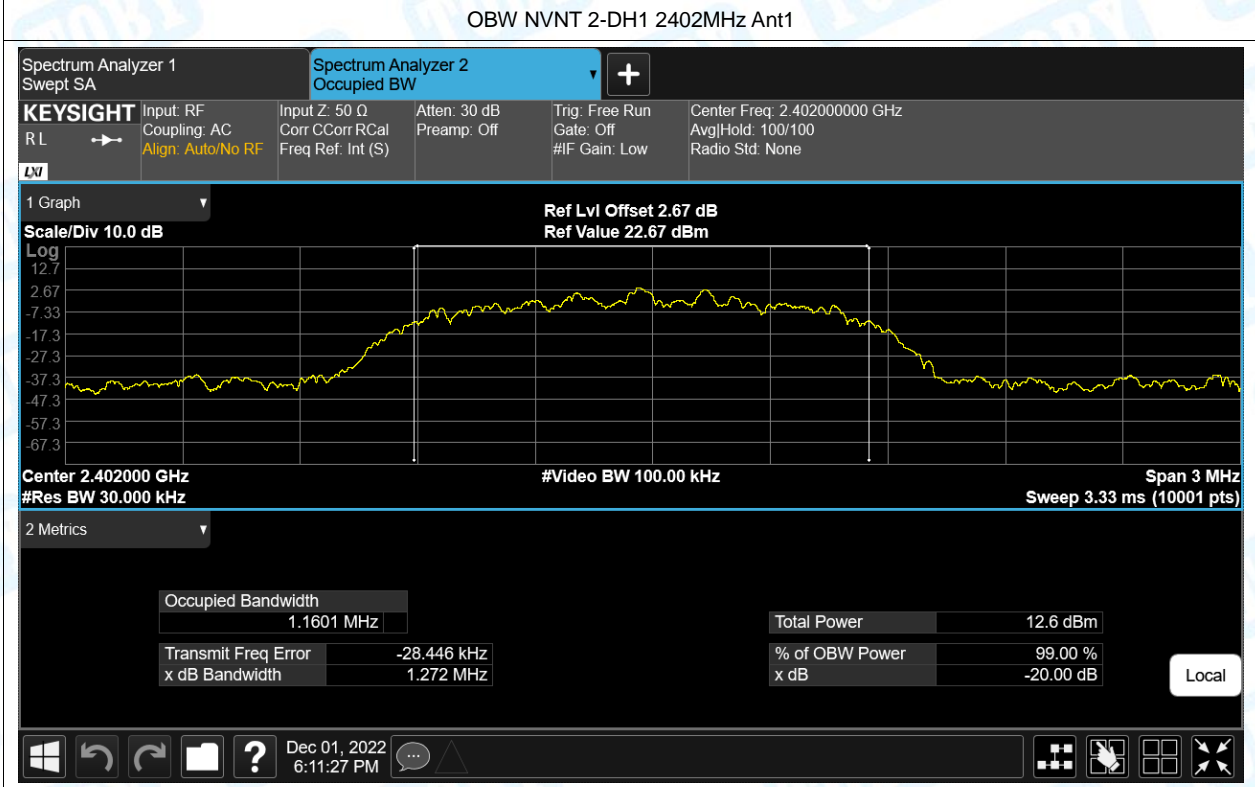 OBW NVNT 2-DH1 2402MHz Ant1
Spectrum Analyzer 1
Swept SA
Spectrum Analyzer 2
Occupied BW
KEYSIGHT
R L
LXI
Input: RF
Coupling: AC
Align: Auto/No RF
Input Z: 50 Ω
Corr CCorr RCal
Freq Ref: Int (S)
Atten: 30 dB
Preamp: Off
Trig: Free Run
Gate: Off
#IF Gain: Low
Center Freq: 2.402000000 GHz
Avg|Hold: 100/100
Radio Std: None
1 Graph
Scale/Div 10.0 dB
Ref Lvl Offset 2.67 dB
Ref Value 22.67 dBm
Log
12.7
2.67
-7.33
-17.3
-27.3
-37.3
-47.3
-57.3
-67.3
Center 2.402000 GHz
#Res BW 30.000 kHz
#Video BW 100.00 kHz
Span 3 MHz
Sweep 3.33 ms (10001 pts)
2 Metrics
Occupied Bandwidth
1.1601 MHz
Transmit Freq Error -28.446 kHz
x dB Bandwidth 1.272 MHz
Total Power 12.6 dBm
% of OBW Power 99.00 %
x dB -20.00 dB
Local
?
Dec 01, 2022
6:11:27 PM